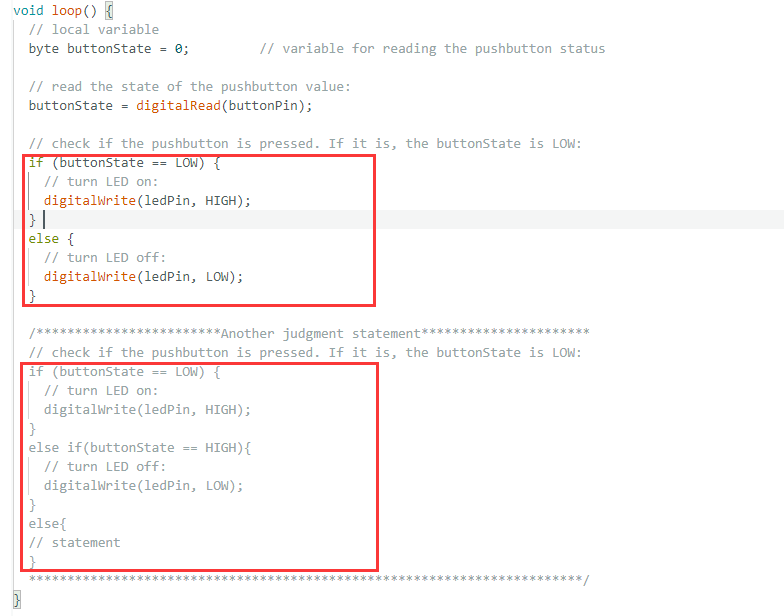 void loop() {
  // local variable
  byte buttonState = 0;         // variable for reading the pushbutton status
  // read the state of the pushbutton value:
  buttonState = digitalRead(buttonPin);
  // check if the pushbutton is pressed. If it is, the buttonState is LOW:
  if (buttonState == LOW) {
    // turn LED on:
    digitalWrite(ledPin, HIGH);
  }
  else {
    // turn LED off:
    digitalWrite(ledPin, LOW);
  }
  /************************Another judgment statement**********************
  // check if the pushbutton is pressed. If it is, the buttonState is LOW:
  if (buttonState == LOW) {
    // turn LED on:
    digitalWrite(ledPin, HIGH);
  }
  else if(buttonState == HIGH){
    // turn LED off:
    digitalWrite(ledPin, LOW);
  }
  else{
  // statement
  }
  ************************************************************************/
}